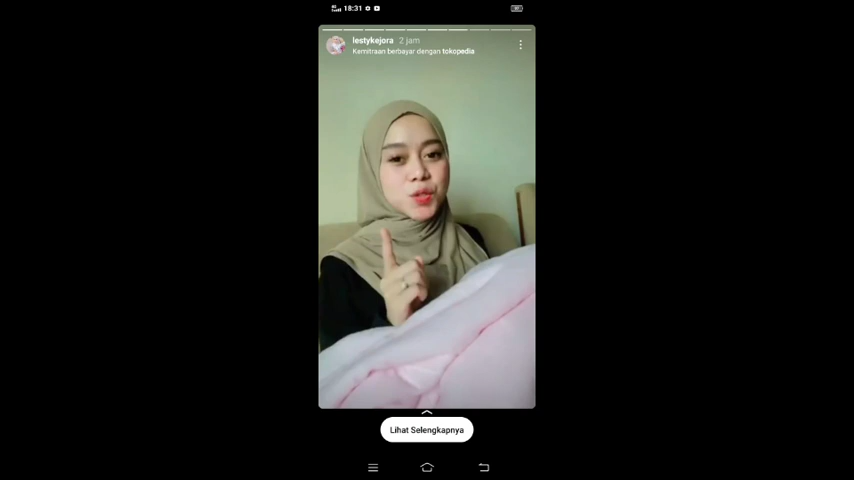 18:31
lestykejora 2 jam
Kemitraan berbayar dengan tokopedia
Lihat Selengkapnya